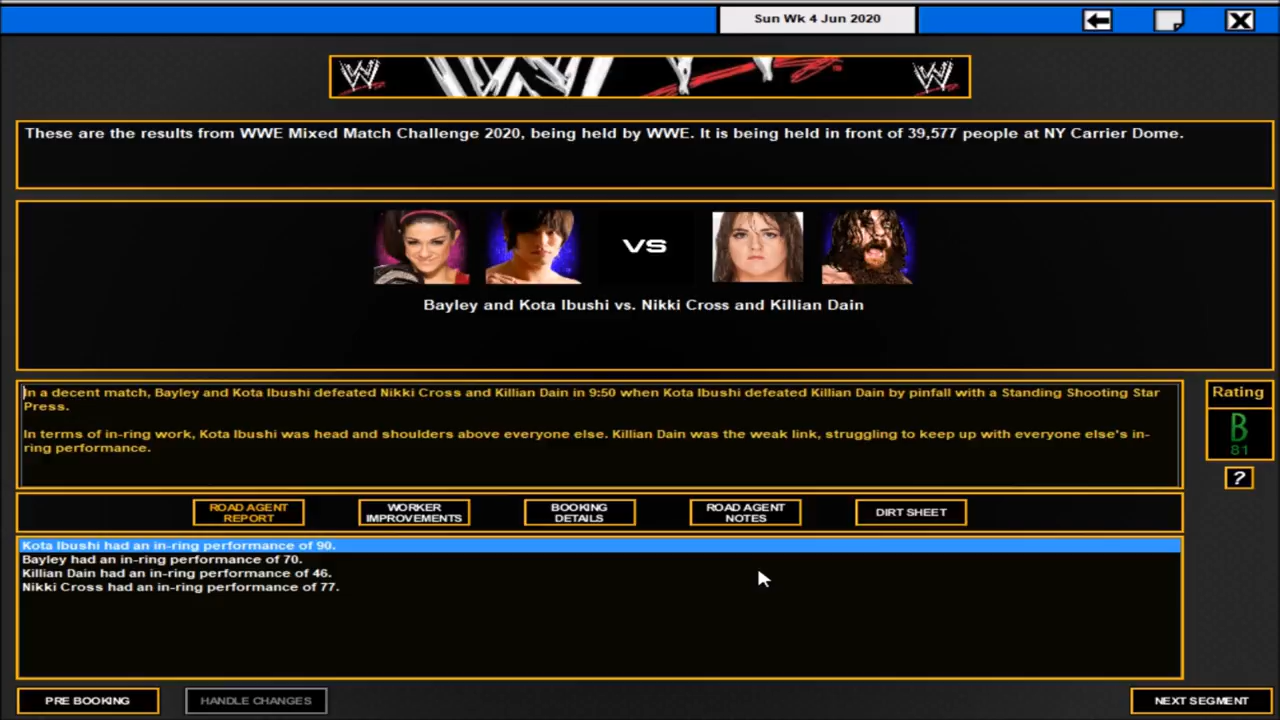 Sun Wk 4 Jun 2020
These are the results from WWE Mixed Match Challenge 2020, being held by WWE. It is being held in front of 39,577 people at NY Carrier Dome.
VS
Bayley and Kota Ibushi vs. Nikki Cross and Killian Dain
In a decent match, Bayley and Kota Ibushi defeated Nikki Cross and Killian Dain in 9:50 when Kota Ibushi defeated Killian Dain by pinfall with a Standing Shooting Star
Press.
In terms of in-ring work, Kota Ibushi was head and shoulders above everyone else. Killian Dain was the weak link, struggling to keep up with everyone else's in-
ring performance.
Rating
B
81
?
ROAD AGENT
REPORT
WORKER
IMPROVEMENTS
BOOKING
DETAILS
ROAD AGENT
NOTES
DIRT SHEET
Kota Ibushi had an in-ring performance of 90.
Bayley had an in-ring performance of 70.
Killian Dain had an in-ring performance of 46.
Nikki Cross had an in-ring performance of 77.
PRE BOOKING
HANDLE CHANGES
NEXT SEGMENT